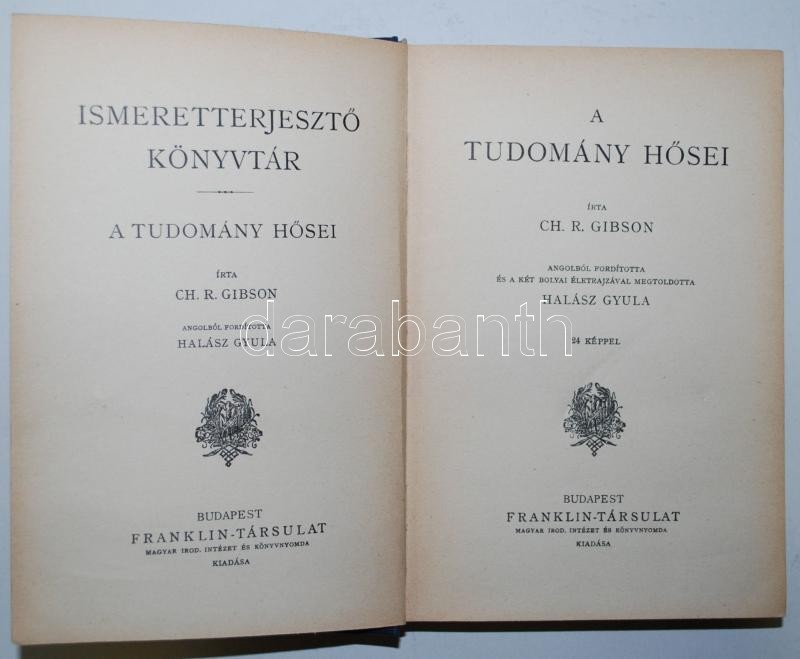 ISMERETTERJESZTŐ
KÖNYVTÁR
A TUDOMÁNY HŐSEI
ÍRTA
CH. R. GIBSON
ANGOLBÓL FORDÍTOTTA
HALÁSZ GYULA
BUDAPEST
FRANKLIN-TÁRSULAT
MAGYAR IROD. INTÉZET ÉS KÖNYVNYOMDA
KIADÁSA
A
TUDOMÁNY HŐSEI
ÍRTA
CH. R. GIBSON
ANGOLBÓL FORDÍTOTTA
ÉS A KÉT BOLYAI ÉLETRAJZÁVAL MEGTOLDOTTA
HALÁSZ GYULA
24 KÉPPEL
BUDAPEST
FRANKLIN-TÁRSULAT
MAGYAR IROD. INTÉZET ÉS KÖNYVNYOMDA
KIADÁSA
darabanth